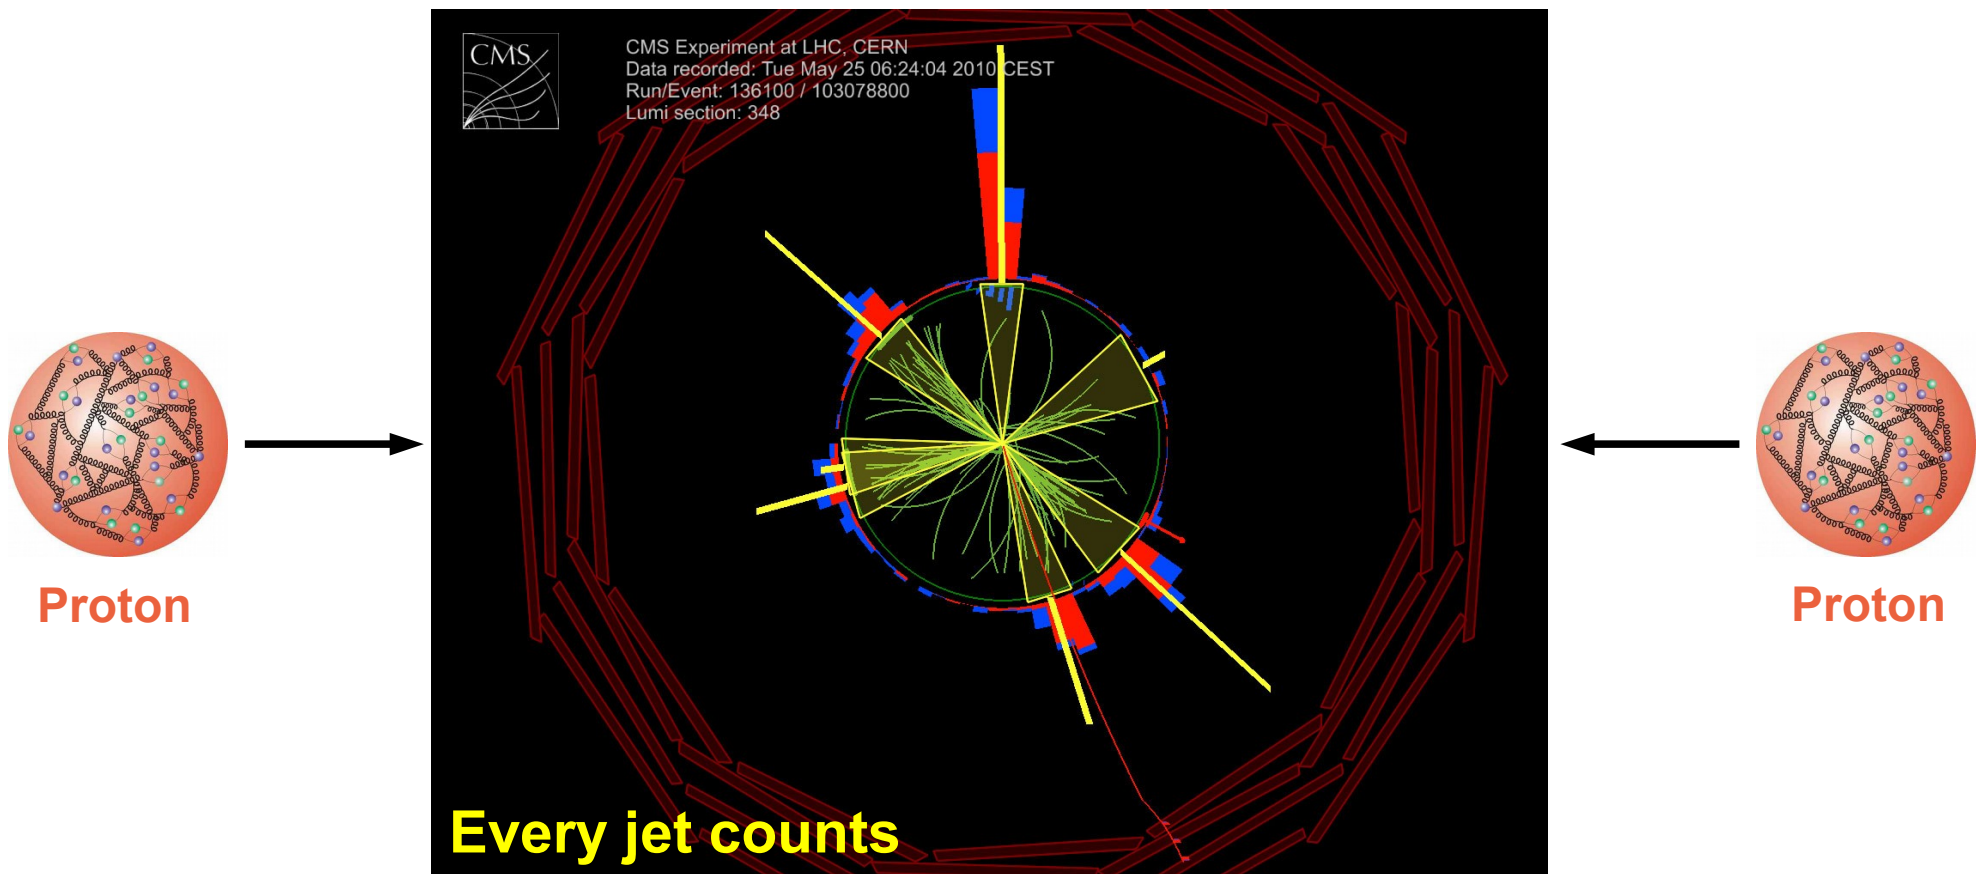 CMS
CMS Experiment at LHC, CERN
Data recorded: Tue May 25 06:24:04 2010 CEST
Run/Event: 136100 / 103078800
Lumi section: 348
Proton
Proton
Every jet counts